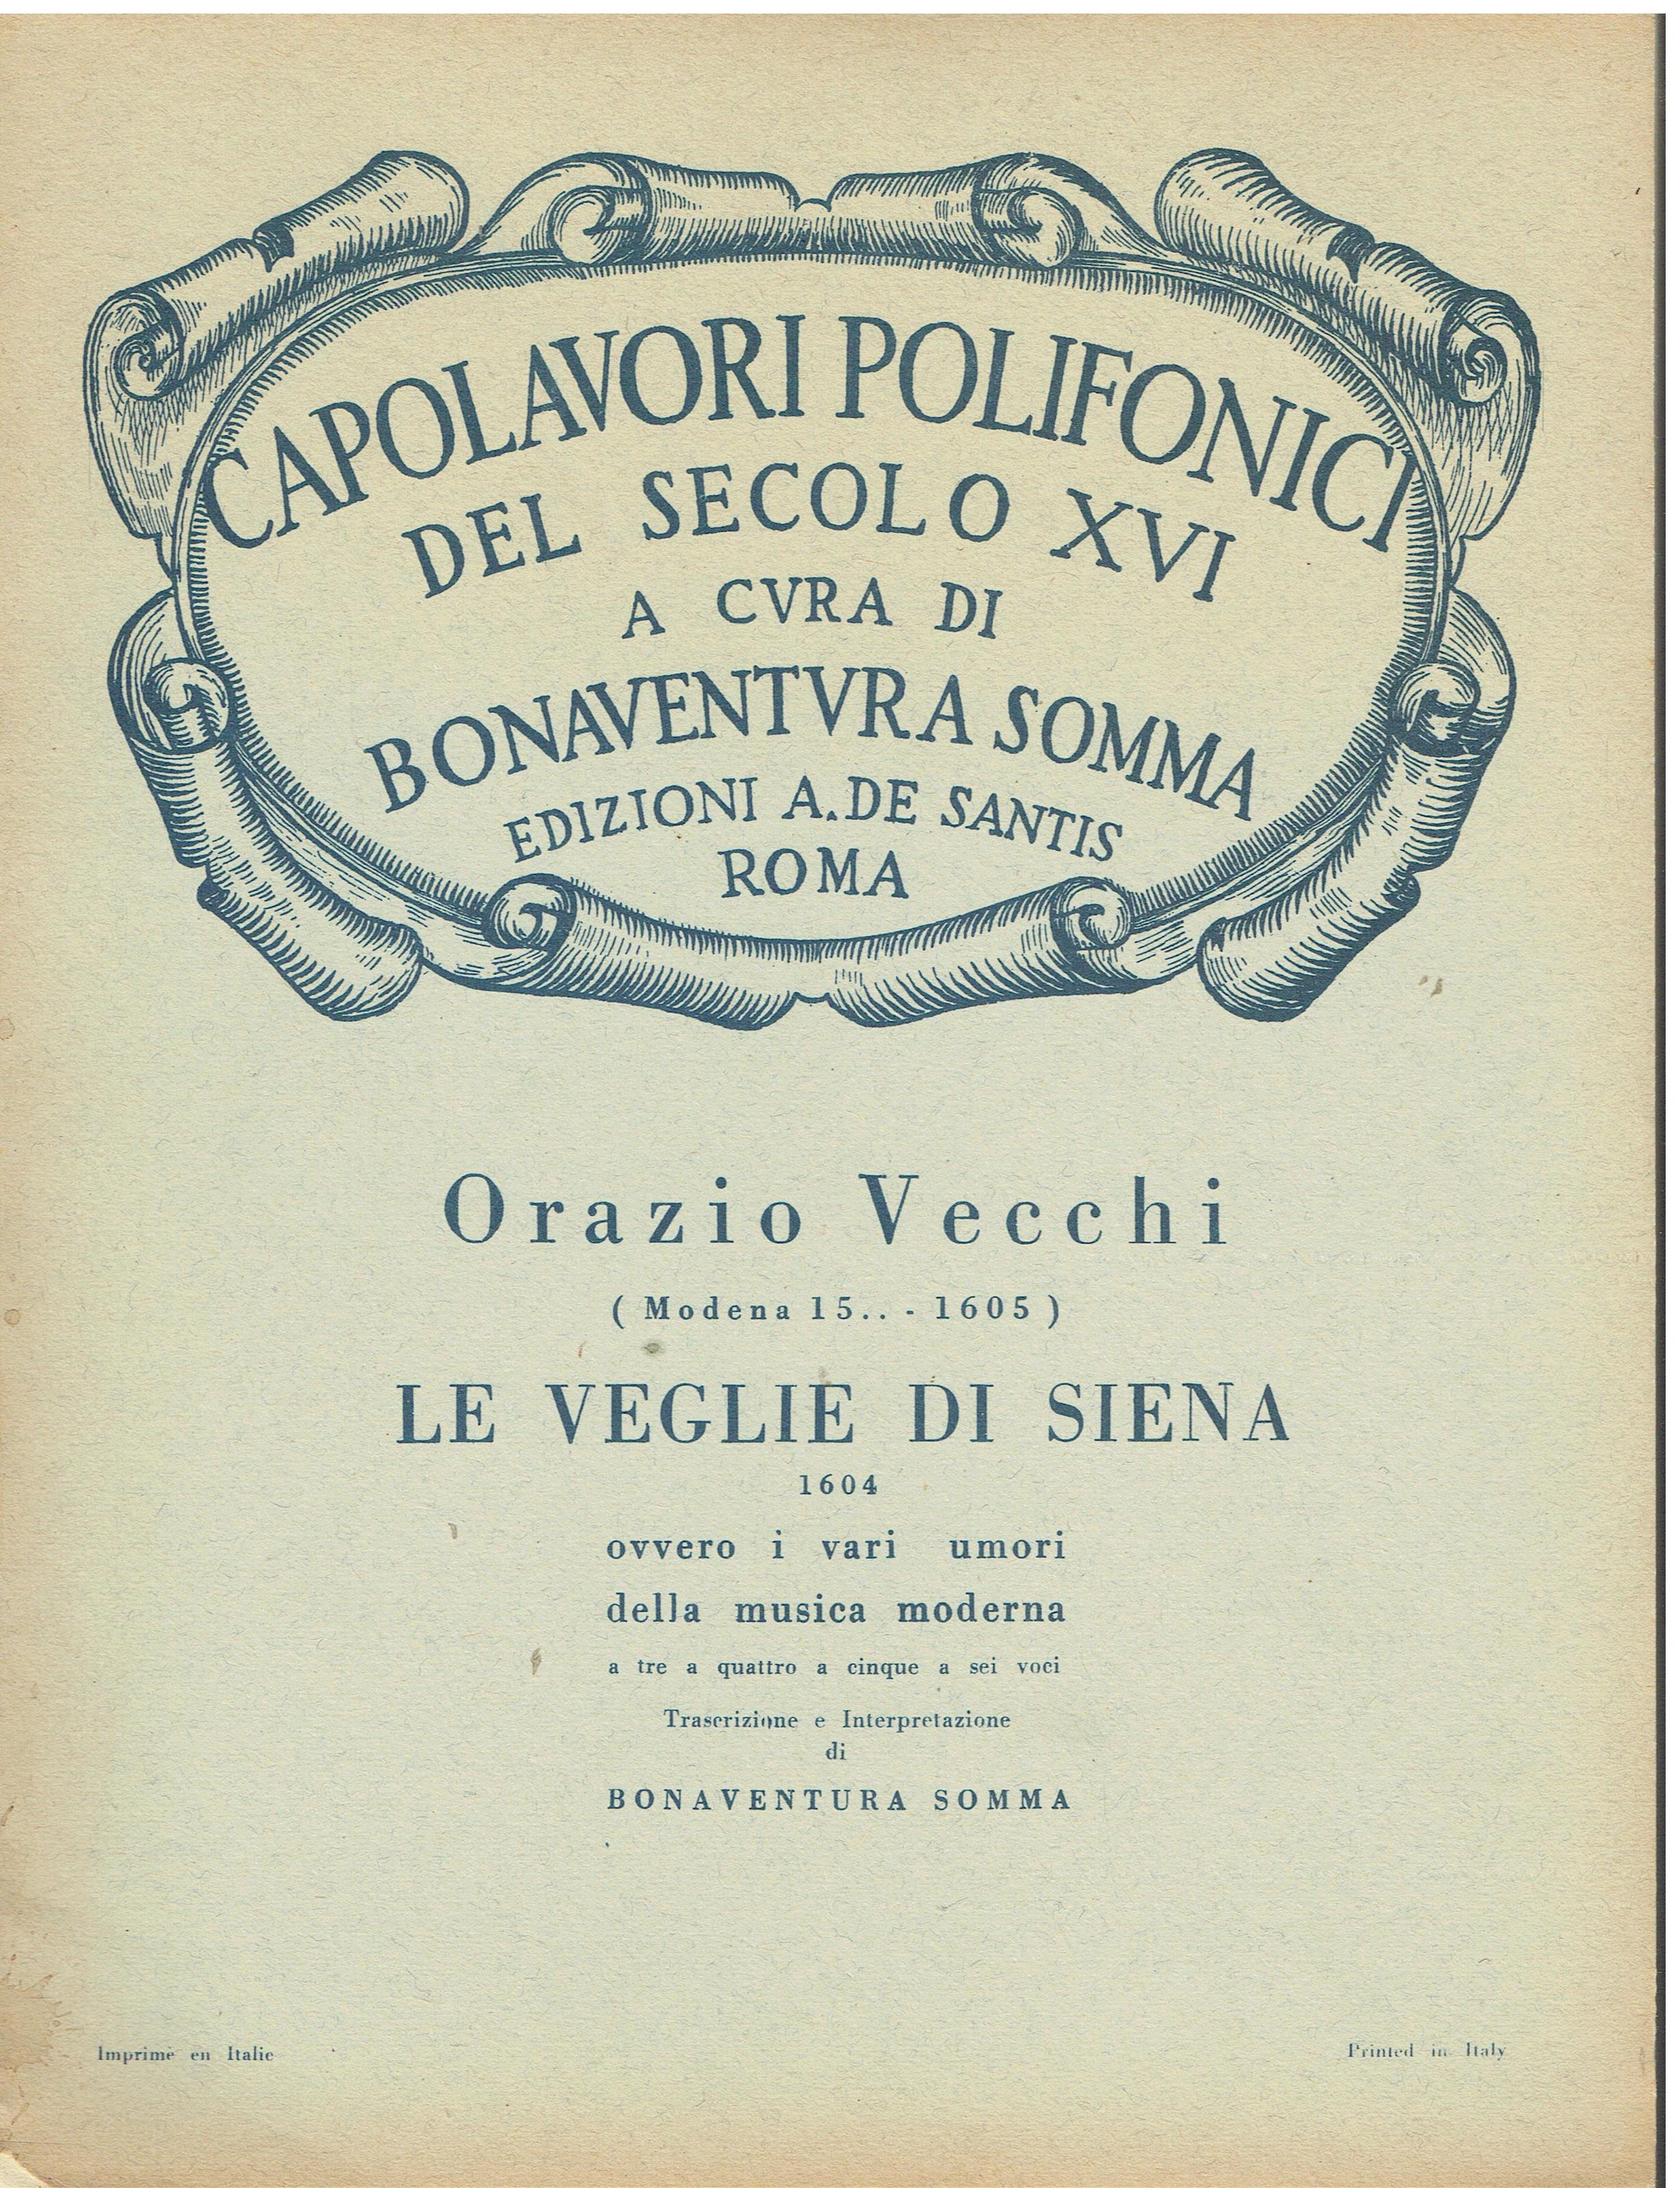 CAPOLAVORI POLIFONICI
DEL SECOLO XVI
A CVRA DI
BONAVENTVRA SOMMA
EDIZIONI A. DE SANTIS
ROMA
Orazio Vecchi
( Modena 15.. - 1605 )
LE VEGLIE DI SIENA
1604
ovvero i vari umori
della musica moderna
a tre a quattro a cinque a sei voci
Trascrizione e Interpretazione
di
BONAVENTURA SOMMA
Imprimè en Italie
Printed in Italy